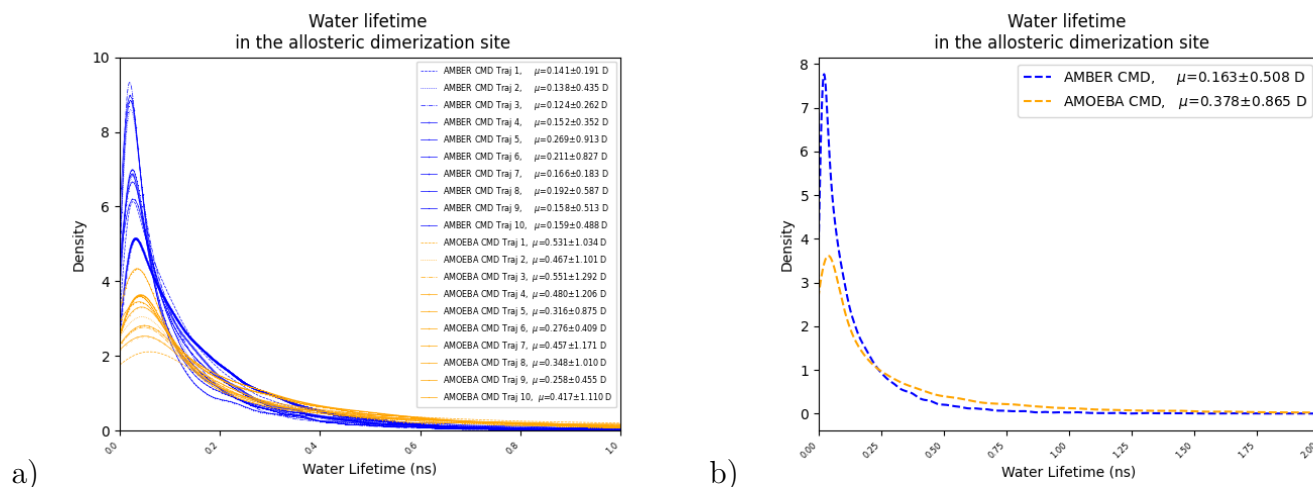 Water lifetime
in the allosteric dimerization site
10
8
6
4
2
0
Density
AMBER CMD Traj 1, μ=0.141±0.191 D
AMBER CMD Traj 2, μ=0.138±0.435 D
AMBER CMD Traj 3, μ=0.124±0.262 D
AMBER CMD Traj 4, μ=0.152±0.352 D
AMBER CMD Traj 5, μ=0.269±0.913 D
AMBER CMD Traj 6, μ=0.211±0.827 D
AMBER CMD Traj 7, μ=0.166±0.183 D
AMBER CMD Traj 8, μ=0.192±0.587 D
AMBER CMD Traj 9, μ=0.158±0.513 D
AMBER CMD Traj 10, μ=0.159±0.488 D
AMOEBA CMD Traj 1, μ=0.531±1.034 D
AMOEBA CMD Traj 2, μ=0.467±1.101 D
AMOEBA CMD Traj 3, μ=0.551±1.292 D
AMOEBA CMD Traj 4, μ=0.480±1.206 D
AMOEBA CMD Traj 5, μ=0.316±0.875 D
AMOEBA CMD Traj 6, μ=0.276±0.409 D
AMOEBA CMD Traj 7, μ=0.457±1.171 D
AMOEBA CMD Traj 8, μ=0.348±1.010 D
AMOEBA CMD Traj 9, μ=0.258±0.455 D
AMOEBA CMD Traj 10, μ=0.417±1.110 D
0.0 0.2 0.4 0.6 0.8 1.0
Water Lifetime (ns)
a)
Water lifetime
in the allosteric dimerization site
8
7
6
5
4
3
2
1
0
Density
AMBER CMD, μ=0.163±0.508 D
AMOEBA CMD, μ=0.378±0.865 D
0.00 0.25 0.50 0.75 1.00 1.25 1.50 1.75 2.00
Water Lifetime (ns)
b)